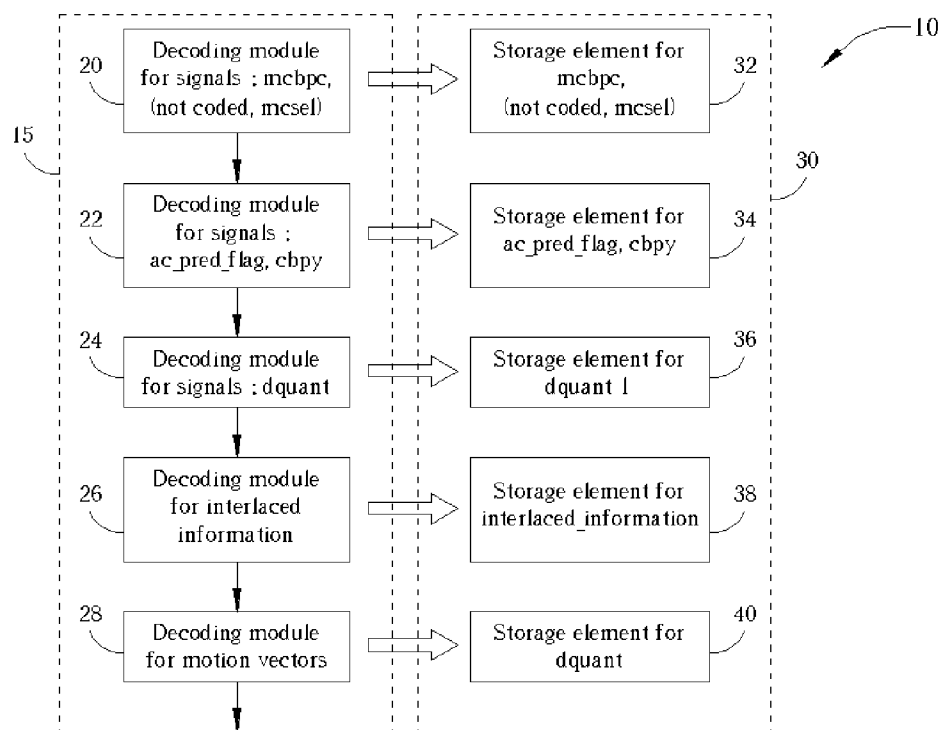 10
15
20
Decoding module
for signals ; mcbpc,
(not coded, mcsel)
Storage element for
mcbpc,
(not coded, mcsel)
32
30
22
Decoding module
for signals ;
ac_pred_flag, cbpy
Storage element for
ac_pred_flag, cbpy
34
24
Decoding module
for signals ; dquant
Storage element for
dquant 1
36
26
Decoding module
for interlaced
information
Storage element for
interlaced_information
38
28
Decoding module
for motion vectors
Storage element for
dquant
40